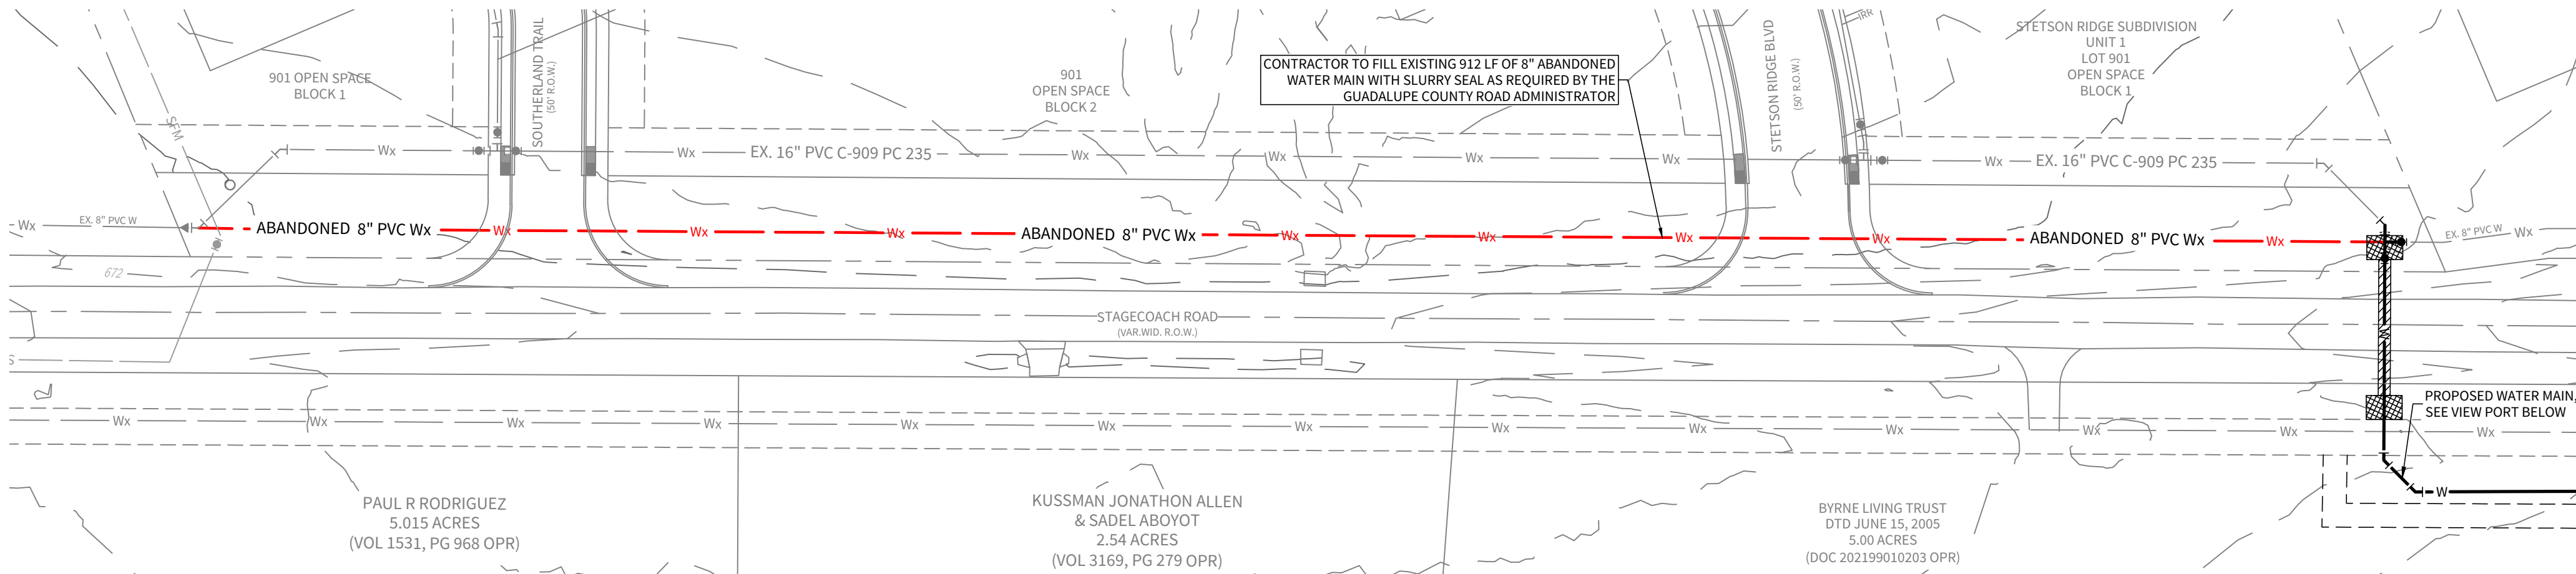 901 OPEN SPACE
BLOCK 1
SOUTHERLAND TRAIL
(50' R.O.W.)
901
OPEN SPACE
BLOCK 2
CONTRACTOR TO FILL EXISTING 912 LF OF 8" ABANDONED
WATER MAIN WITH SLURRY SEAL AS REQUIRED BY THE
GUADALUPE COUNTY ROAD ADMINISTRATOR
STETSON RIDGE BLVD
(50' R.O.W.)
IRR
STETSON RIDGE SUBDIVISION
UNIT 1
LOT 901
OPEN SPACE
BLOCK 1
SFM
Wx
Wx
EX. 16" PVC C-909 PC 235
Wx
Wx
Wx
Wx
Wx
EX. 16" PVC C-909 PC 235
Wx
EX. 8" PVC W
ABANDONED 8" PVC Wx
Wx
Wx
Wx
ABANDONED 8" PVC Wx
Wx
Wx
Wx
Wx
ABANDONED 8" PVC Wx
Wx
EX. 8" PVC W
Wx
672
STAGECOACH ROAD
(VAR.WID. R.O.W.)
S
W
PROPOSED WATER MAIN,
SEE VIEW PORT BELOW
Wx
Wx
Wx
Wx
Wx
Wx
Wx
Wx
Wx
Wx
Wx
Wx
Wx
W
PAUL R RODRIGUEZ
5.015 ACRES
(VOL 1531, PG 968 OPR)
KUSSMAN JONATHON ALLEN
& SADEL ABOYOT
2.54 ACRES
(VOL 3169, PG 279 OPR)
BYRNE LIVING TRUST
DTD JUNE 15, 2005
5.00 ACRES
(DOC 202199010203 OPR)